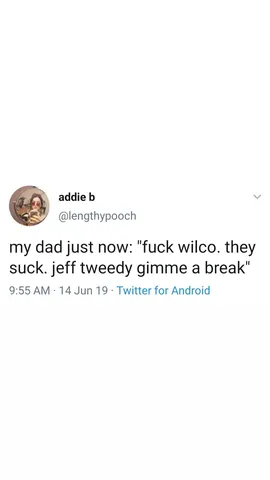 addie b
@lengthypooch
my dad just now: "fuck wilco. they
suck. jeff tweedy gimme a break"
9:55 AM · 14 Jun 19 · Twitter for Android